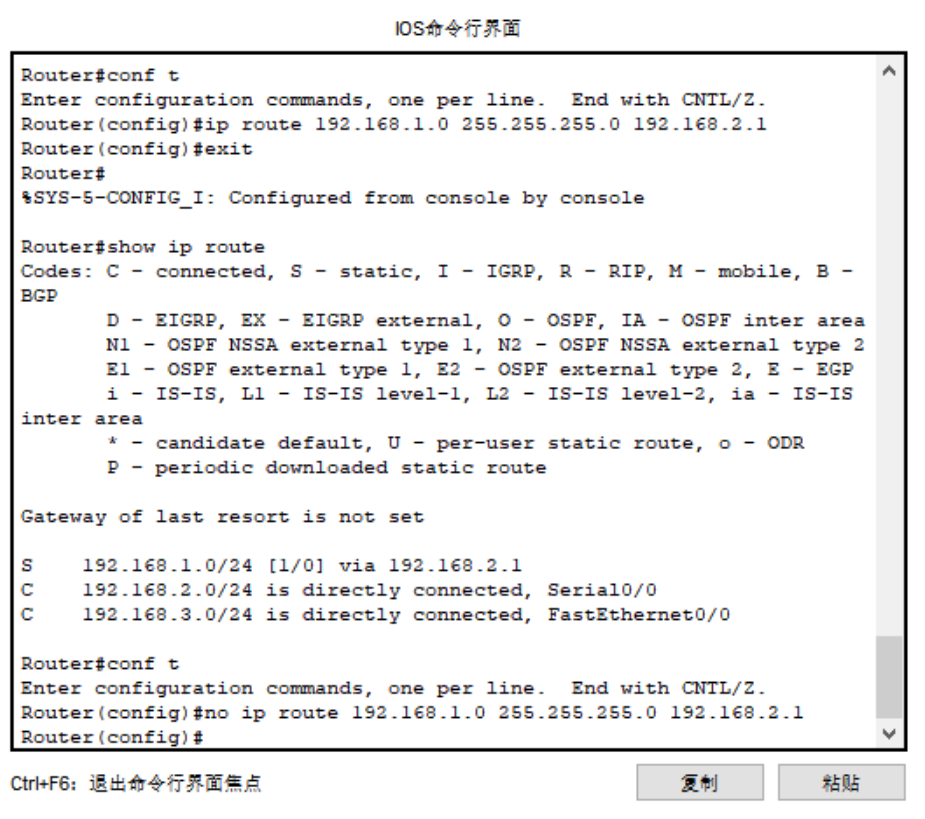 IOS命令行界面
Router#conf t
Enter configuration commands, one per line.  End with CNTL/Z.
Router(config)#ip route 192.168.1.0 255.255.255.0 192.168.2.1
Router(config)#exit
Router#
%SYS-5-CONFIG_I: Configured from console by console
Router#show ip route
Codes: C - connected, S - static, I - IGRP, R - RIP, M - mobile, B -
BGP
       D - EIGRP, EX - EIGRP external, O - OSPF, IA - OSPF inter area
       N1 - OSPF NSSA external type 1, N2 - OSPF NSSA external type 2
       E1 - OSPF external type 1, E2 - OSPF external type 2, E - EGP
       i - IS-IS, L1 - IS-IS level-1, L2 - IS-IS level-2, ia - IS-IS
inter area
       * - candidate default, U - per-user static route, o - ODR
       P - periodic downloaded static route
Gateway of last resort is not set
S    192.168.1.0/24 [1/0] via 192.168.2.1
C    192.168.2.0/24 is directly connected, Serial0/0
C    192.168.3.0/24 is directly connected, FastEthernet0/0
Router#conf t
Enter configuration commands, one per line.  End with CNTL/Z.
Router(config)#no ip route 192.168.1.0 255.255.255.0 192.168.2.1
Router(config)#
Ctrl+F6: 退出命令行界面焦点
复制
粘贴